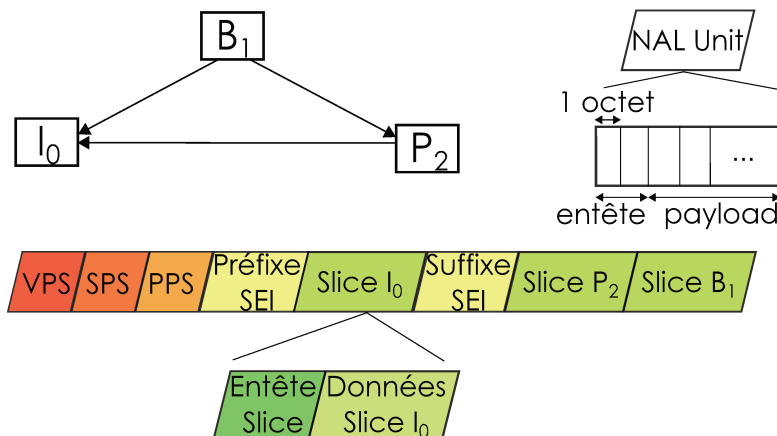 B₁
I₀
P₂
NAL Unit
1 octet
...
entête payload
VPS SPS PPS Préfixe SEI Slice I₀ Suffixe SEI Slice P₂ Slice B₁
Entête Slice Données Slice I₀